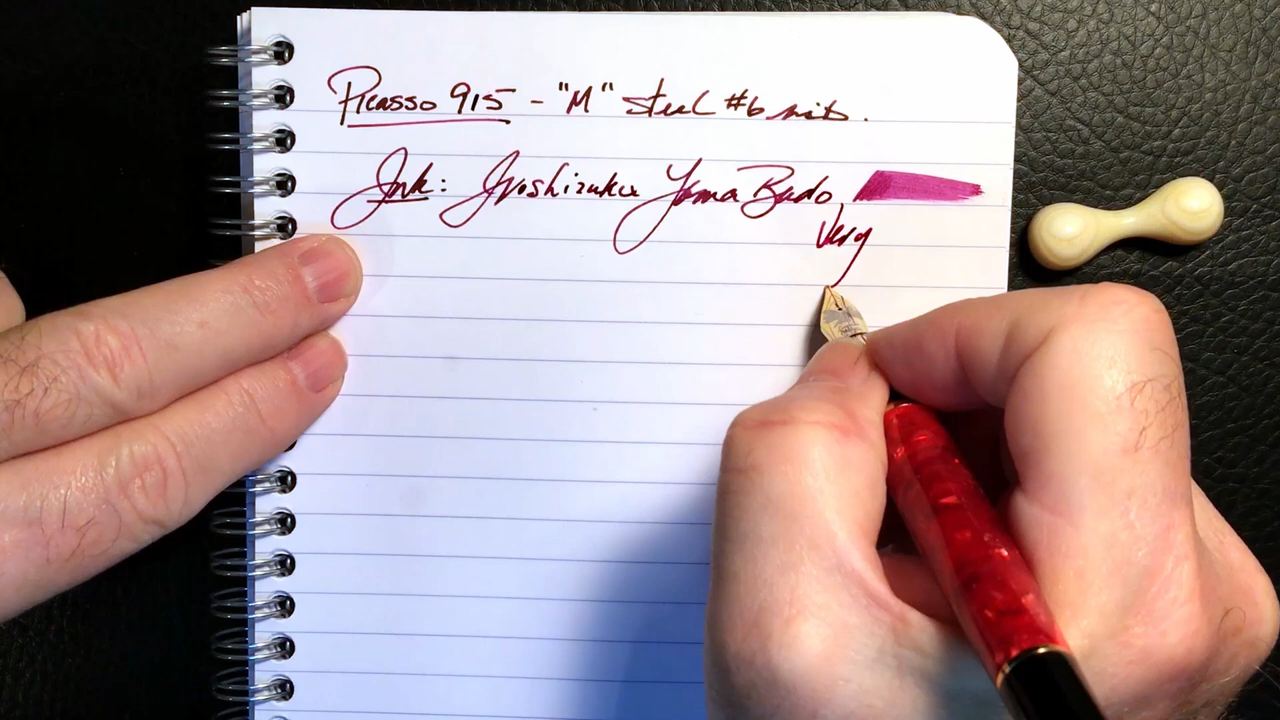 Picasso 915 - "M" steel #6 nib.
Ink: Iroshizuku Yama Budo,
Very